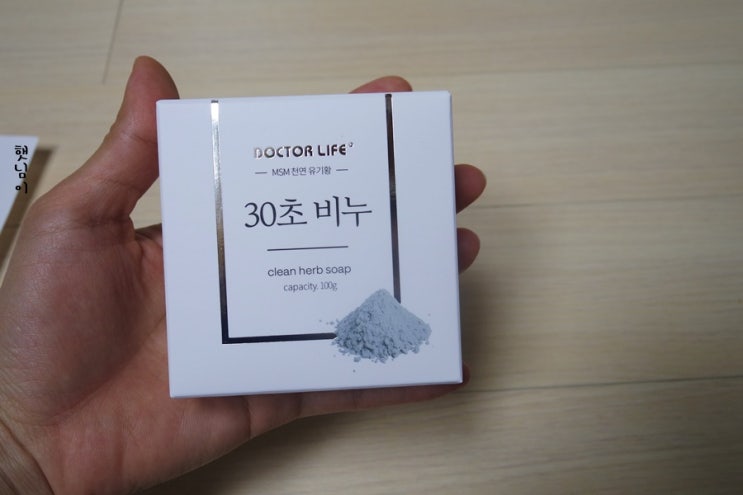 DOCTOR LIFE
MSM 천연 유기황
30초 비누
clean herb soap
capacity. 100g
햇님이